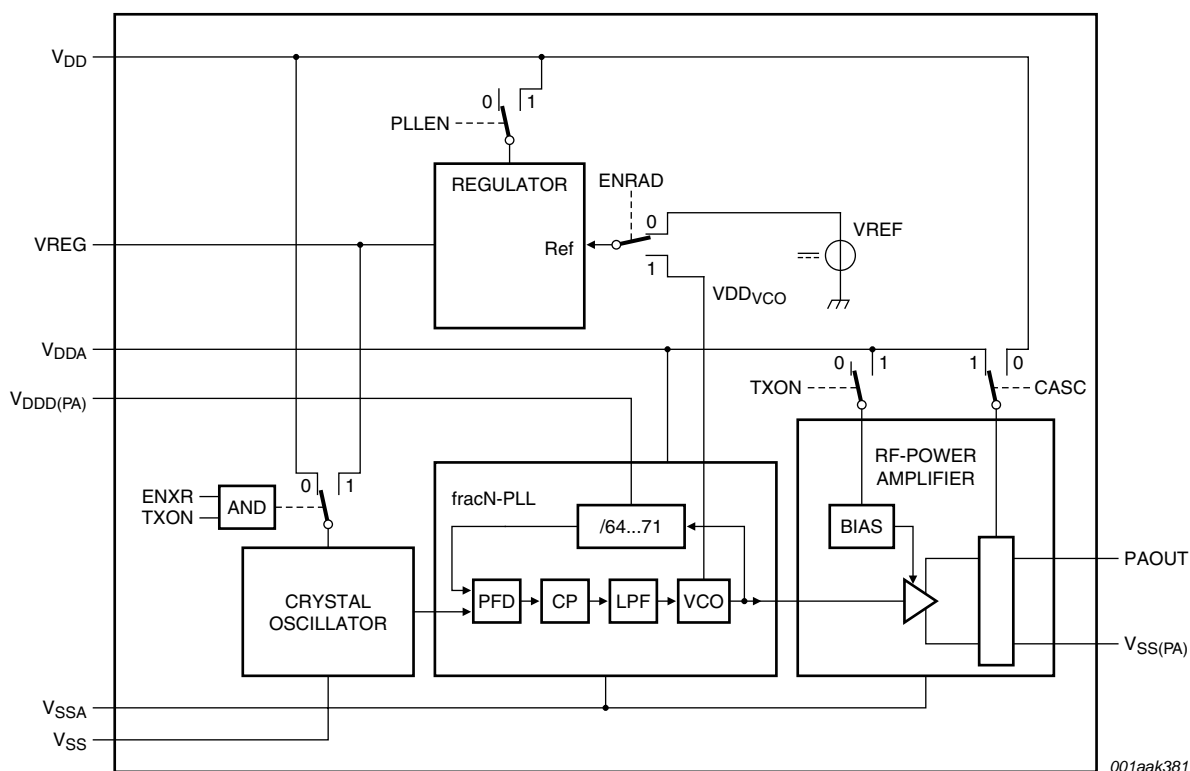 VDD
0 1
PLLEN
REGULATOR
ENRAD
0
VREF
VREG
Ref
1
VDDVCO
VDDA
0 1
1 0
TXON
CASC
VDDD(PA)
RF-POWER
AMPLIFIER
0 1
ENXR
TXON
AND
fracN-PLL
/64...71
BIAS
PAOUT
CRYSTAL
OSCILLATOR
PFD
CP
LPF
VCO
VSS(PA)
VSSA
VSS
001aak381